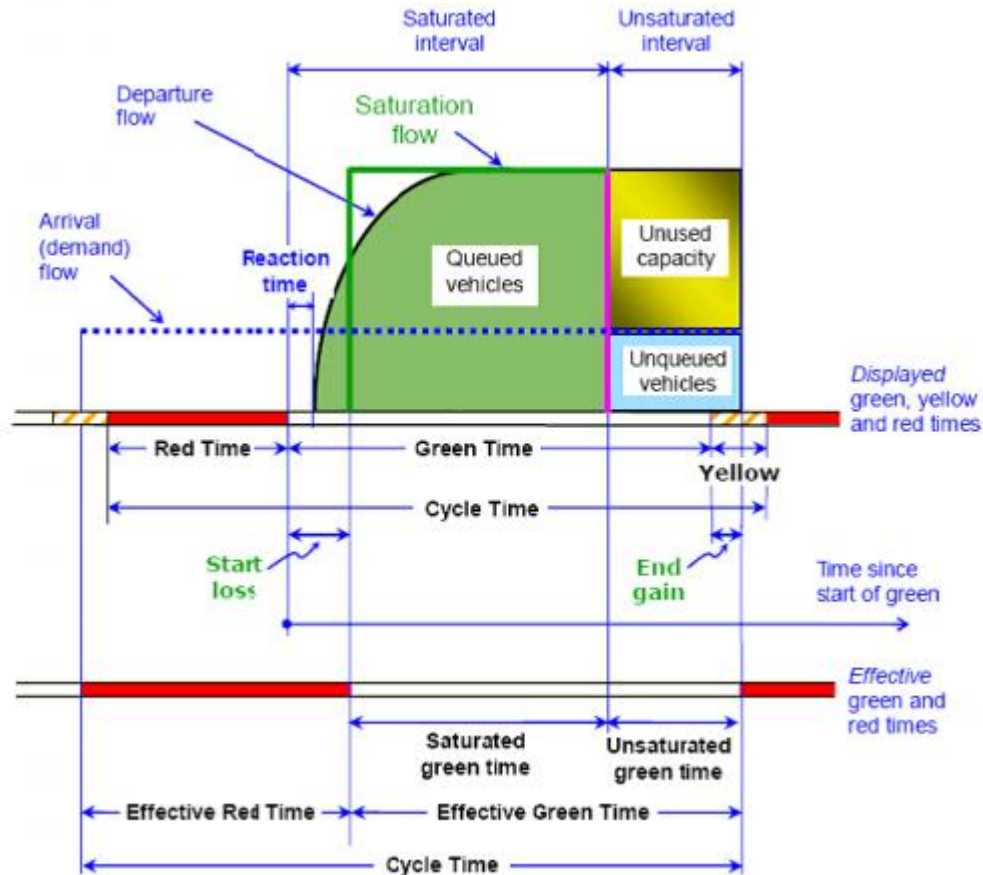 Saturated
interval
Unsaturated
interval
Departure
flow
Saturation
flow
Arrival
(demand)
flow
Reaction
time
Queued
vehicles
Unused
capacity
Unqueued
vehicles
Displayed
green, yellow
and red times
Red Time
Green Time
Yellow
Cycle Time
Start
loss
End
gain
Time since
start of green
Effective
green and
red times
Saturated
green time
Unsaturated
green time
Effective Red Time
Effective Green Time
Cycle Time